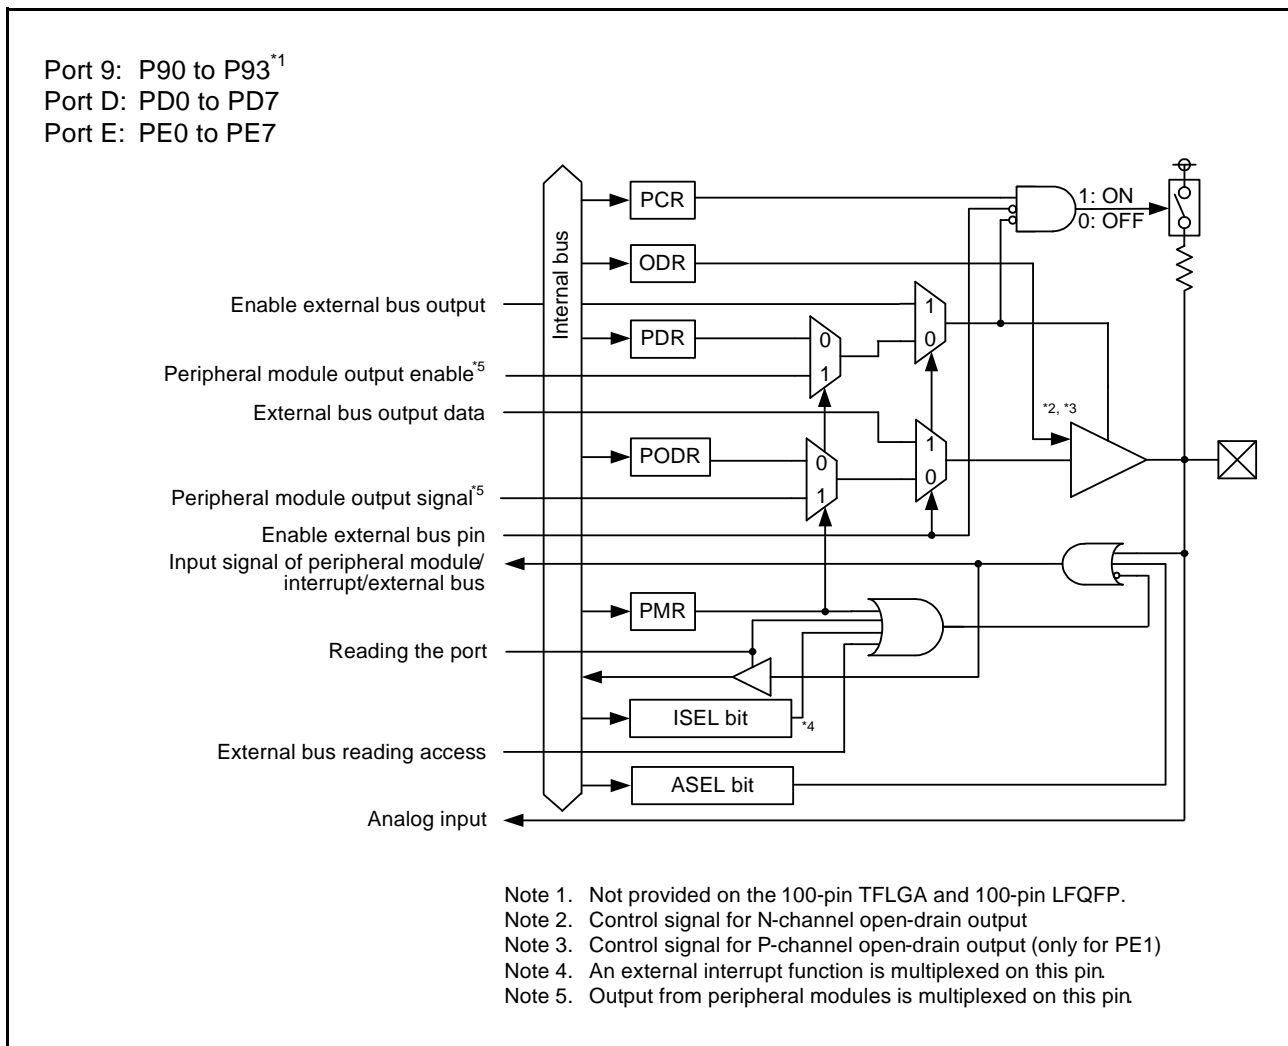 Port 9: P90 to P93*1
Port D: PD0 to PD7
Port E: PE0 to PE7
Internal bus
PCR
1: ON
0: OFF
ODR
Enable external bus output
1
0
PDR
0
1
Peripheral module output enable*5
External bus output data
*2, *3
PODR
0
1
1
0
Peripheral module output signal*5
Enable external bus pin
Input signal of peripheral module/
interrupt/external bus
PMR
Reading the port
ISEL bit
*4
External bus reading access
ASEL bit
Analog input
Note 1. Not provided on the 100-pin TFLGA and 100-pin LFQFP.
Note 2. Control signal for N-channel open-drain output
Note 3. Control signal for P-channel open-drain output (only for PE1)
Note 4. An external interrupt function is multiplexed on this pin.
Note 5. Output from peripheral modules is multiplexed on this pin.